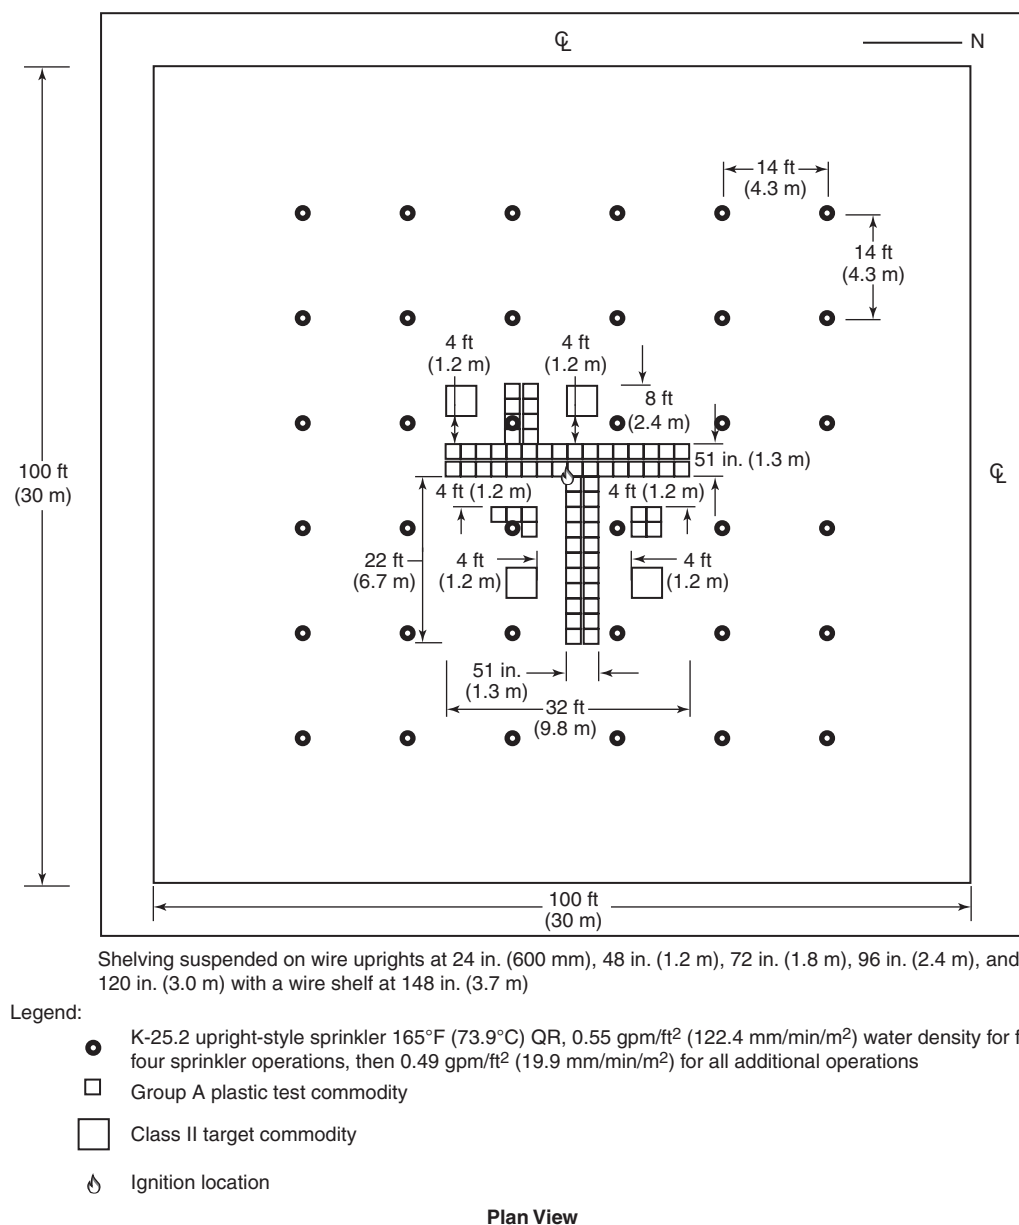 ℄
N
14 ft
(4.3 m)
14 ft
(4.3 m)
4 ft
(1.2 m)
4 ft
(1.2 m)
8 ft
(2.4 m)
51 in. (1.3 m)
100 ft
(30 m)
℄
4 ft (1.2 m)
4 ft (1.2 m)
22 ft
(6.7 m)
4 ft
(1.2 m)
4 ft
(1.2 m)
51 in.
(1.3 m)
32 ft
(9.8 m)
100 ft
(30 m)
Shelving suspended on wire uprights at 24 in. (600 mm), 48 in. (1.2 m), 72 in. (1.8 m), 96 in. (2.4 m), and
120 in. (3.0 m) with a wire shelf at 148 in. (3.7 m)
Legend:
K-25.2 upright-style sprinkler 165°F (73.9°C) QR, 0.55 gpm/ft² (122.4 mm/min/m²) water density for
four sprinkler operations, then 0.49 gpm/ft² (19.9 mm/min/m²) for all additional operations
Group A plastic test commodity
Class II target commodity
Ignition location
Plan View